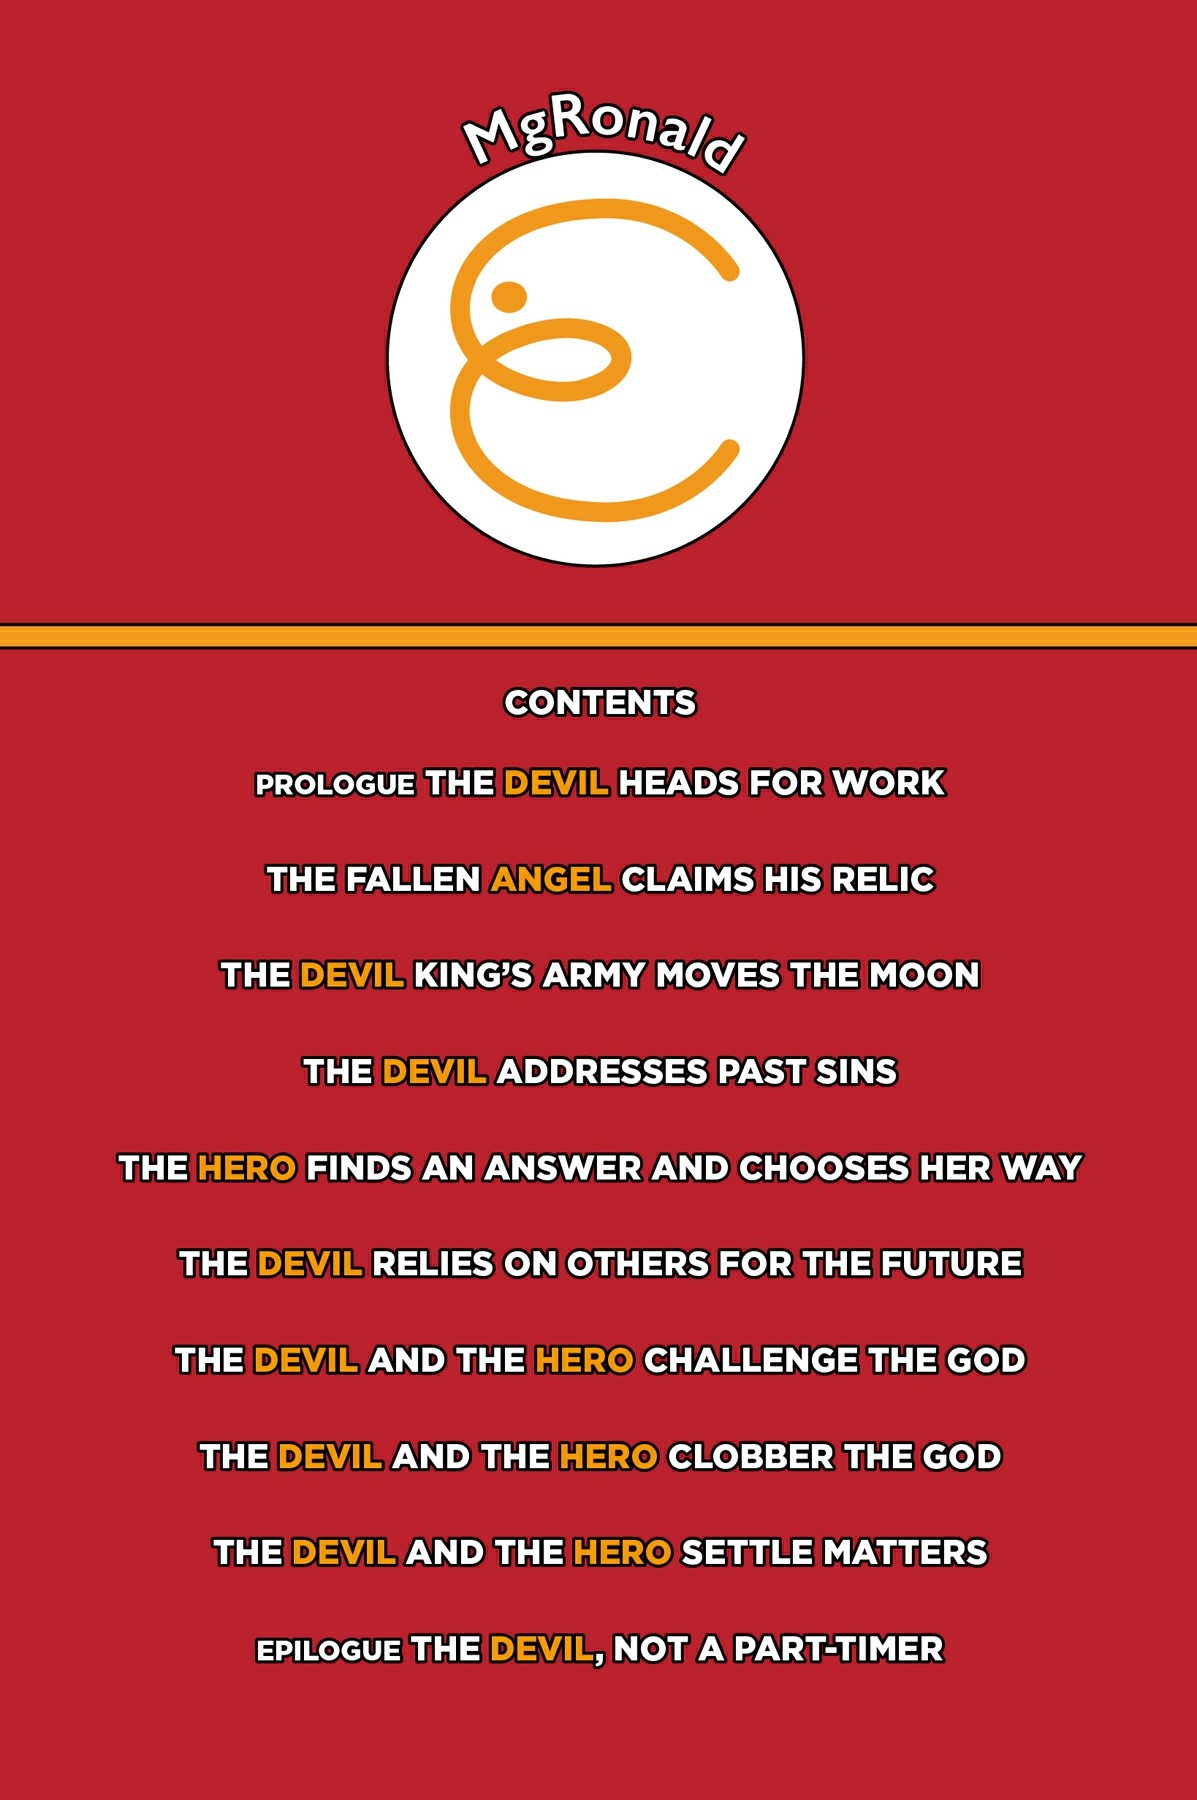 MgRonald
CONTENTS
PROLOGUE THE DEVIL HEADS FOR WORK
THE FALLEN ANGEL CLAIMS HIS RELIC
THE DEVIL KING’S ARMY MOVES THE MOON
THE DEVIL ADDRESSES PAST SINS
THE HERO FINDS AN ANSWER AND CHOOSES HER WAY
THE DEVIL RELIES ON OTHERS FOR THE FUTURE
THE DEVIL AND THE HERO CHALLENGE THE GOD
THE DEVIL AND THE HERO CLOBBER THE GOD
THE DEVIL AND THE HERO SETTLE MATTERS
EPILOGUE THE DEVIL, NOT A PART-TIMER